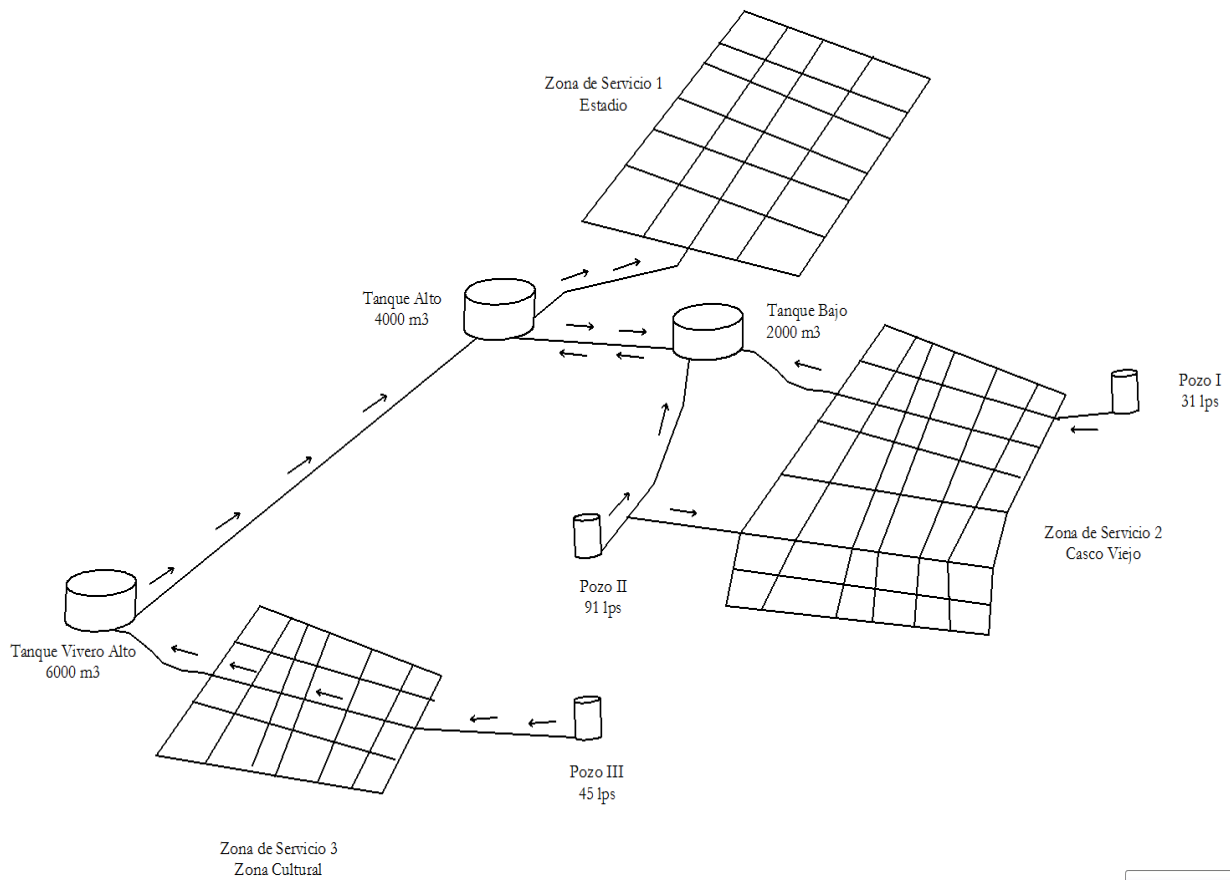 Zona de Servicio 1
Estadio
Tanque Alto
4000 m3
Tanque Bajo
2000 m3
Pozo I
31 lps
Zona de Servicio 2
Casco Viejo
Pozo II
91 lps
Tanque Vivero Alto
6000 m3
Pozo III
45 lps
Zona de Servicio 3
Zona Cultural